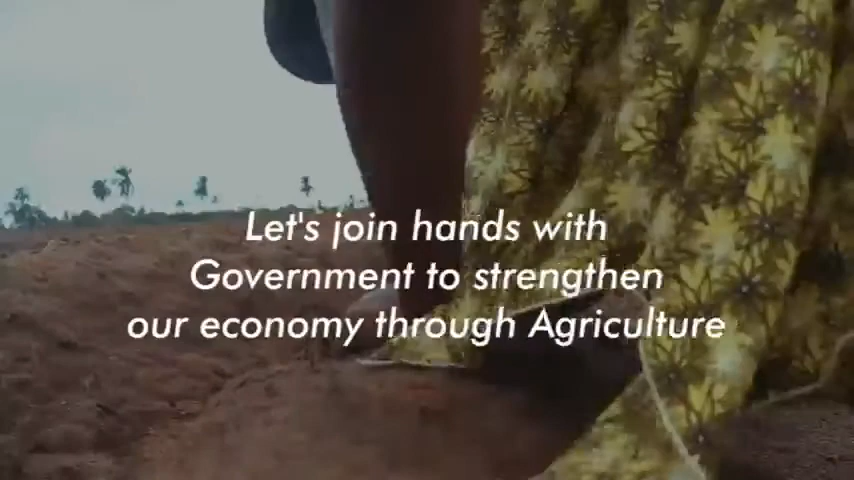 Let's join hands with
Government to strengthen
our economy through Agriculture